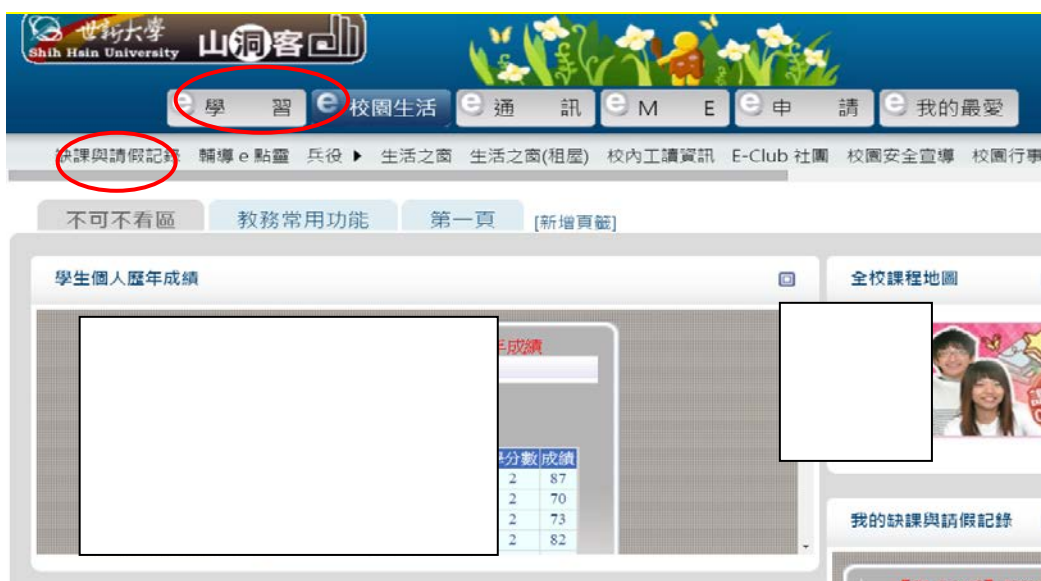 世新大學
Shih Hsin University
山洞客
e 學 習 e 校園生活 e 通 訊 e M E e 申 請 e 我的最愛
缺課與請假記錄 輔導e點靈 兵役 生活之窗 生活之窗(租屋) 校內工讀資訊 E-Club 社團 校園安全宣導 校園行事
不可不看區 教務常用功能 第一頁 [新增頁籤]
學生個人歷年成績
全校課程地圖
年成績
學分數 成績
2 87
2 70
2 73
2 82
我的缺課與請假記錄